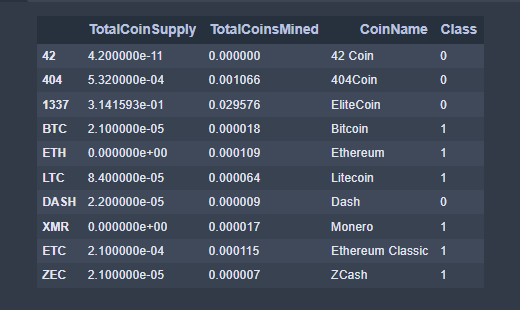 TotalCoinSupply TotalCoinsMined CoinName Class
42 4.200000e-11 0.000000 42 Coin 0
404 5.320000e-04 0.001066 404Coin 0
1337 3.141593e-01 0.029576 EliteCoin 0
BTC 2.100000e-05 0.000018 Bitcoin 1
ETH 0.000000e+00 0.000109 Ethereum 1
LTC 8.400000e-05 0.000064 Litecoin 1
DASH 2.200000e-05 0.000009 Dash 0
XMR 0.000000e+00 0.000017 Monero 1
ETC 2.100000e-04 0.000115 Ethereum Classic 1
ZEC 2.100000e-05 0.000007 ZCash 1